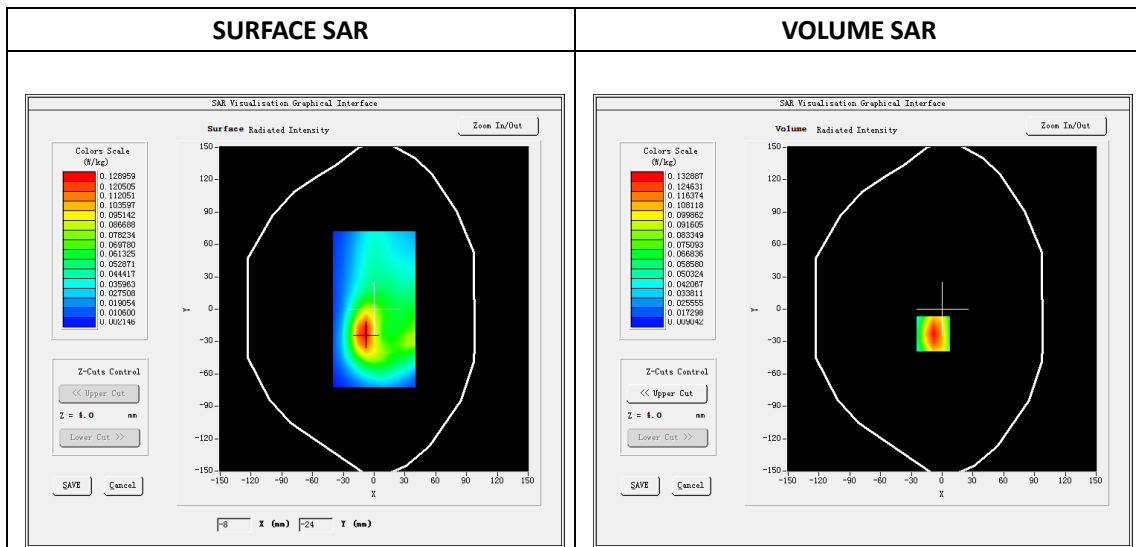 SURFACE SAR
VOLUME SAR
SAR Visualisation Graphical Interface
Surface Radiated Intensity
Zoom In/Out
Colors Scale
(W/kg)
0.128959
0.120505
0.112051
0.103597
0.095142
0.086688
0.078234
0.069780
0.061325
0.052871
0.044417
0.035963
0.027508
0.019054
0.010600
0.002146
Z-Cuts Control
<< Upper Cut
Z = 4.0 mm
Lower Cut >>
SAVE
Cancel
150
120
90
60
30
0
-30
-60
-90
-120
-150
Y
-150 -120 -90 -60 -30 0 30 60 90 120 150
X
-8 X (mm) -24 Y (mm)
SAR Visualisation Graphical Interface
Volume Radiated Intensity
Zoom In/Out
Colors Scale
(W/kg)
0.132887
0.124631
0.116374
0.108118
0.099862
0.091605
0.083349
0.075093
0.066836
0.058580
0.050324
0.042067
0.033811
0.025555
0.017298
0.009042
Z-Cuts Control
<< Upper Cut
Z = 4.0 mm
Lower Cut >>
SAVE
Cancel
150
120
90
60
30
0
-30
-60
-90
-120
-150
Y
-150 -120 -90 -60 -30 0 30 60 90 120 150
X